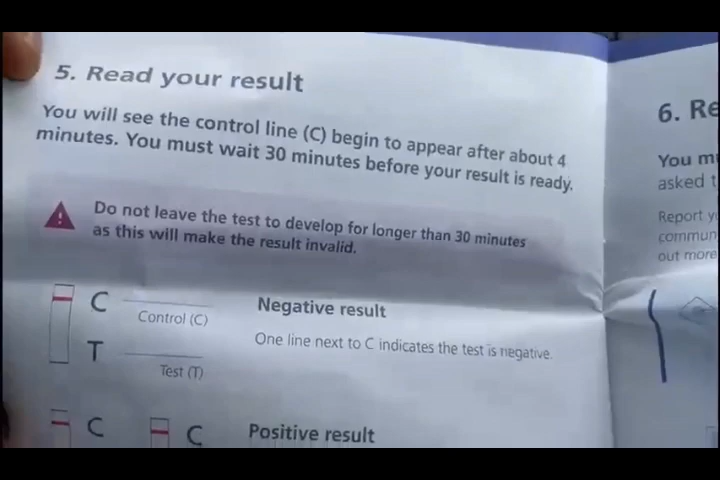 5. Read your result
You will see the control line (C) begin to appear after about 4
minutes. You must wait 30 minutes before your result is ready.
Do not leave the test to develop for longer than 30 minutes
as this will make the result invalid.
C
Control (C)
T
Test (T)
Negative result
One line next to C indicates the test is negative.
C
C
Positive result
6. Re
You m
asked t
Report y
commun
out more